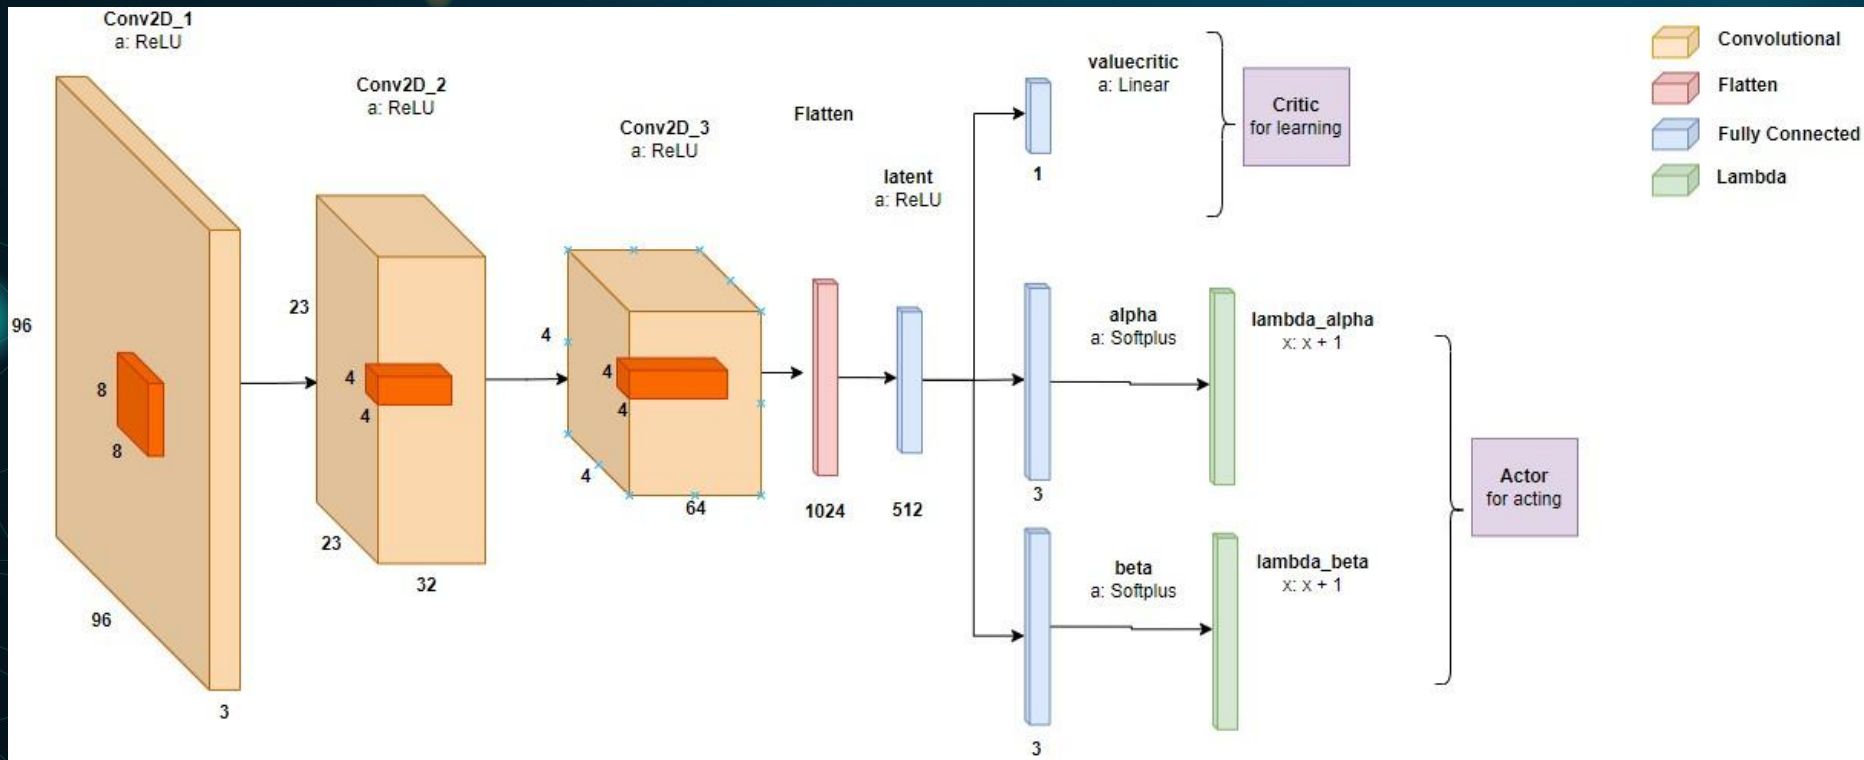 Conv2D_1
a: ReLU
96
8
8
96
3
Conv2D_2
a: ReLU
23
4
4
23
32
Conv2D_3
a: ReLU
4
4
4
4
64
Flatten
1024
latent
a: ReLU
512
valuecritic
a: Linear
1
Critic
for learning
alpha
a: Softplus
3
lambda_alpha
x: x + 1
beta
a: Softplus
3
lambda_beta
x: x + 1
Actor
for acting
Convolutional
Flatten
Fully Connected
Lambda